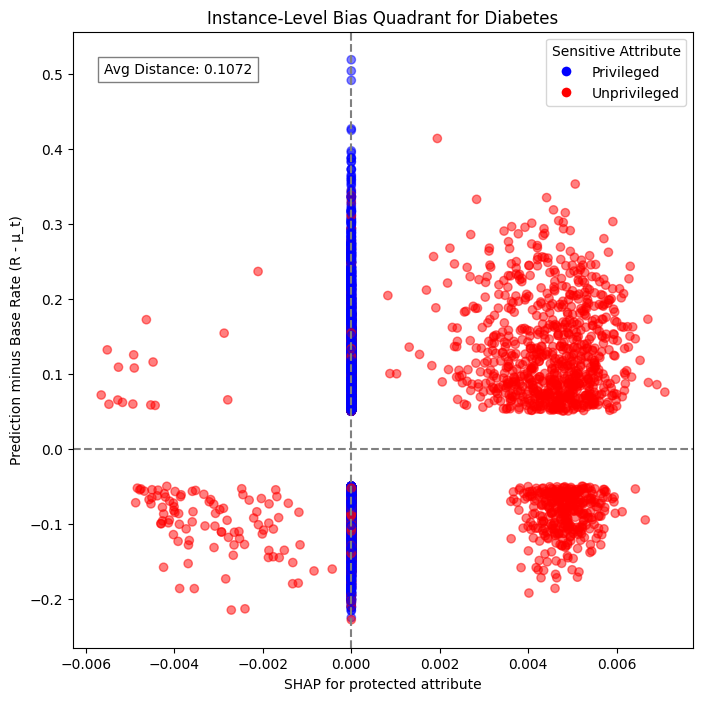 Instance-Level Bias Quadrant for Diabetes
Avg Distance: 0.1072
Sensitive Attribute
Privileged
Unprivileged
Prediction minus Base Rate (R - μ_t)
0.5
0.4
0.3
0.2
0.1
0.0
−0.1
−0.2
−0.006
−0.004
−0.002
0.000
0.002
0.004
0.006
SHAP for protected attribute